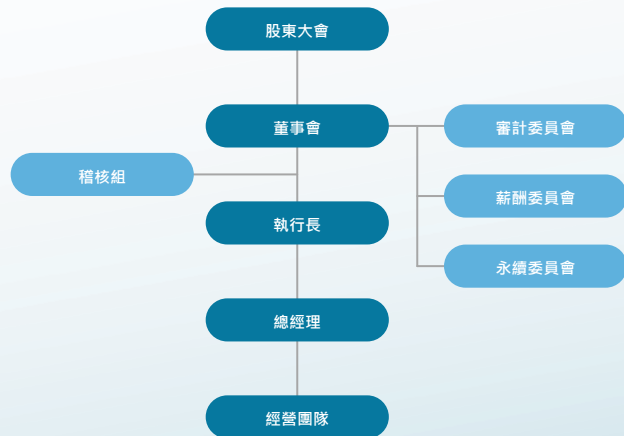 股東大會
董事會
審計委員會
稽核組
薪酬委員會
執行長
永續委員會
總經理
經營團隊